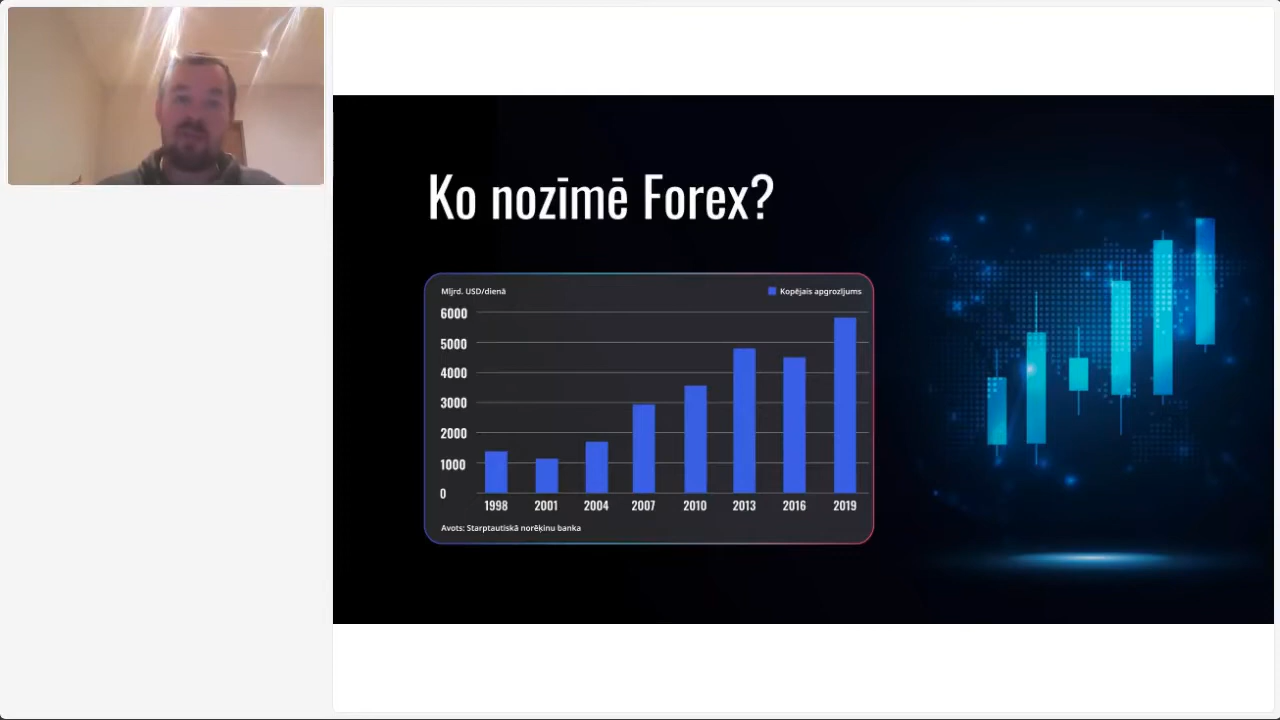 Ko nozīmē Forex?
Mljrd. USD/dienā
Kopējais apgrozījums
6000
5000
4000
3000
2000
1000
0
1998 2001 2004 2007 2010 2013 2016 2019
Avots: Starptautiskā norēķinu banka